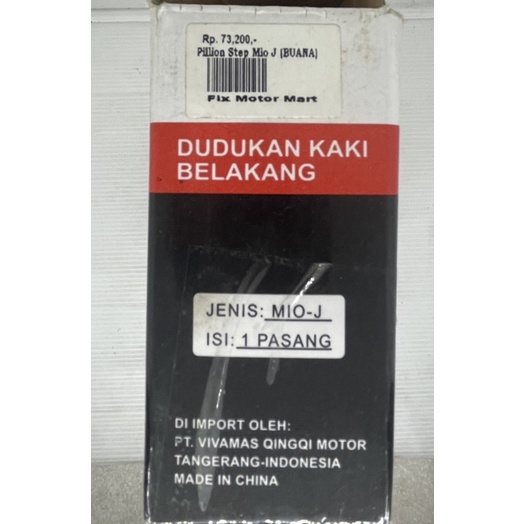 Rp. 73,200,-
Pillion Step Mio J (BUANA)
Fix Motor Mart
DUDUKAN KAKI
BELAKANG
JENIS: MIO-J
ISI: 1 PASANG
DI IMPORT OLEH:
PT. VIVAMAS QINGQI MOTOR
TANGERANG-INDONESIA
MADE IN CHINA